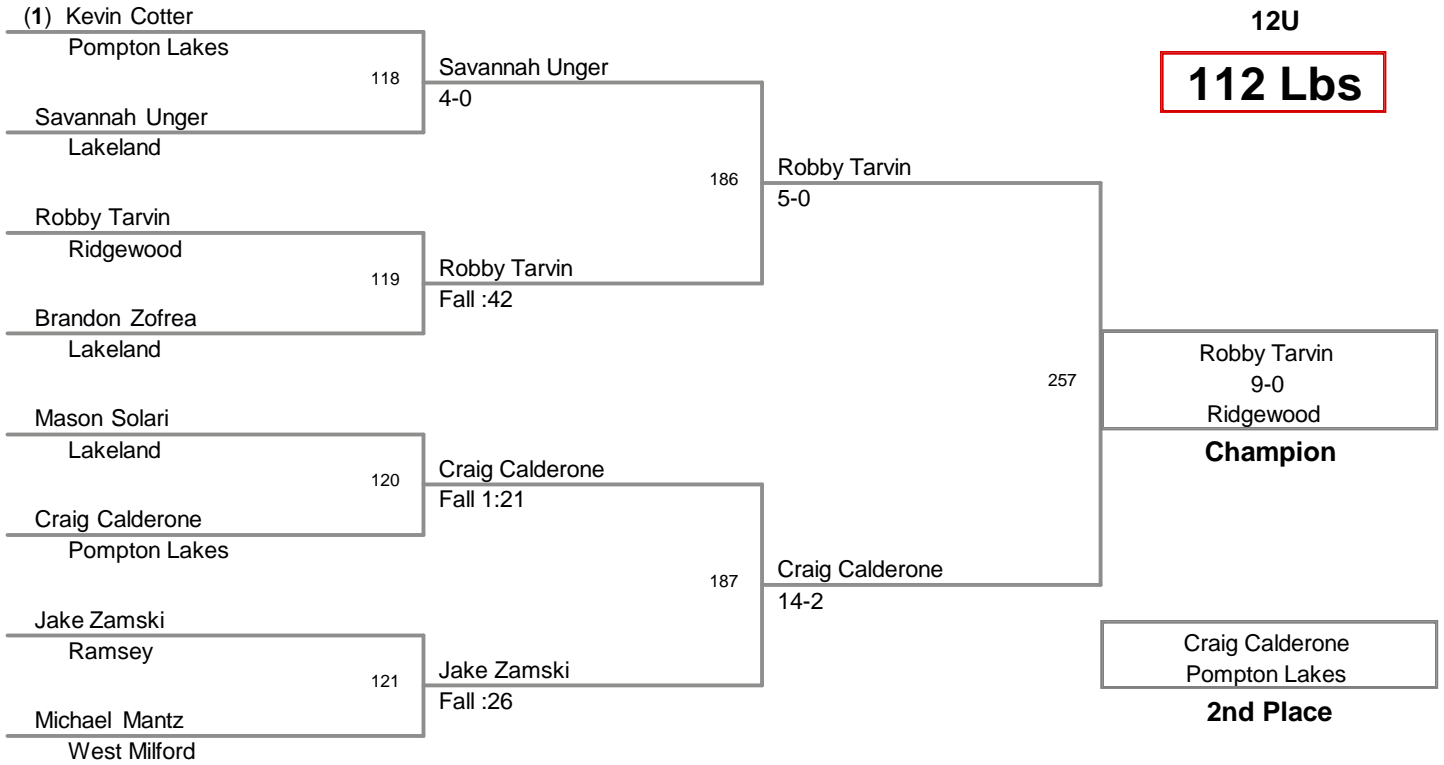 (1) Kevin Cotter
Pompton Lakes
118
Savannah Unger
4-0
Savannah Unger
Lakeland
186
Robby Tarvin
5-0
Robby Tarvin
Ridgewood
119
Robby Tarvin
Fall :42
Brandon Zofrea
Lakeland
257
Robby Tarvin
9-0
Ridgewood
Champion
Mason Solari
Lakeland
120
Craig Calderone
Fall 1:21
Craig Calderone
Pompton Lakes
187
Craig Calderone
14-2
Jake Zamski
Ramsey
121
Jake Zamski
Fall :26
Michael Mantz
West Milford
Craig Calderone
Pompton Lakes
2nd Place
12U
112 Lbs